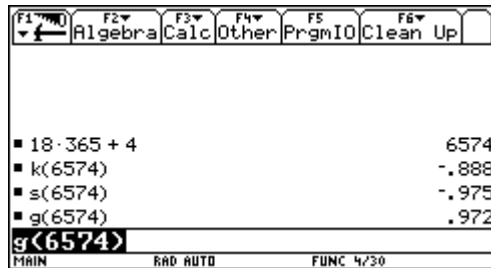 F1 F2 F3 F4 F5 F6
Algebra Calc Other PrgmIO Clean Up
18·365 + 4 6574
k(6574) -.888
s(6574) -.975
g(6574) .972
g(6574)
MAIN RAD AUTO FUNC 4/30